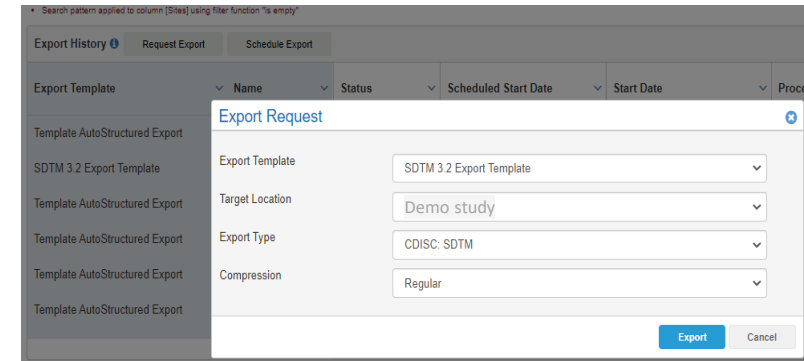 Search pattern applied to column [Sites] using filter function "is empty"
Export History Request Export Schedule Export
Export Template Name Status Scheduled Start Date Start Date Proce
Export Request
Template AutoStructured Export
SDTM 3.2 Export Template
Template AutoStructured Export
Template AutoStructured Export
Template AutoStructured Export
Template AutoStructured Export
Export Template SDTM 3.2 Export Template
Target Location Demo study
Export Type CDISC: SDTM
Compression Regular
Export Cancel